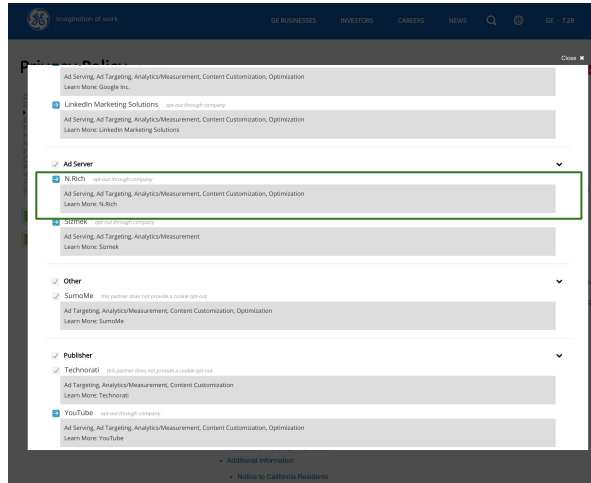 Imagination at work
GE BUSINESSES
INVESTORS
CAREERS
NEWS
GE 7.28
Close ✖
Ad Serving, Ad Targeting, Analytics/Measurement, Content Customization, Optimization
Learn More: Google Inc.
LinkedIn Marketing Solutions opt-out through company
Ad Serving, Ad Targeting, Analytics/Measurement, Content Customization, Optimization
Learn More: LinkedIn Marketing Solutions
Ad Server
N.Rich opt-out through company
Ad Serving, Ad Targeting, Analytics/Measurement, Content Customization, Optimization
Learn More: N.Rich
Sizmek opt-out through company
Ad Serving, Ad Targeting, Analytics/Measurement
Learn More: Sizmek
Other
SumoMe this partner does not provide a cookie opt-out
Ad Targeting, Analytics/Measurement, Content Customization, Optimization
Learn More: SumoMe
Publisher
Technorati this partner does not provide a cookie opt-out
Ad Targeting, Analytics/Measurement, Content Customization
Learn More: Technorati
YouTube opt-out through company
Ad Serving, Ad Targeting, Analytics/Measurement, Content Customization, Optimization
Learn More: YouTube
Additional Information
Notice to California Residents